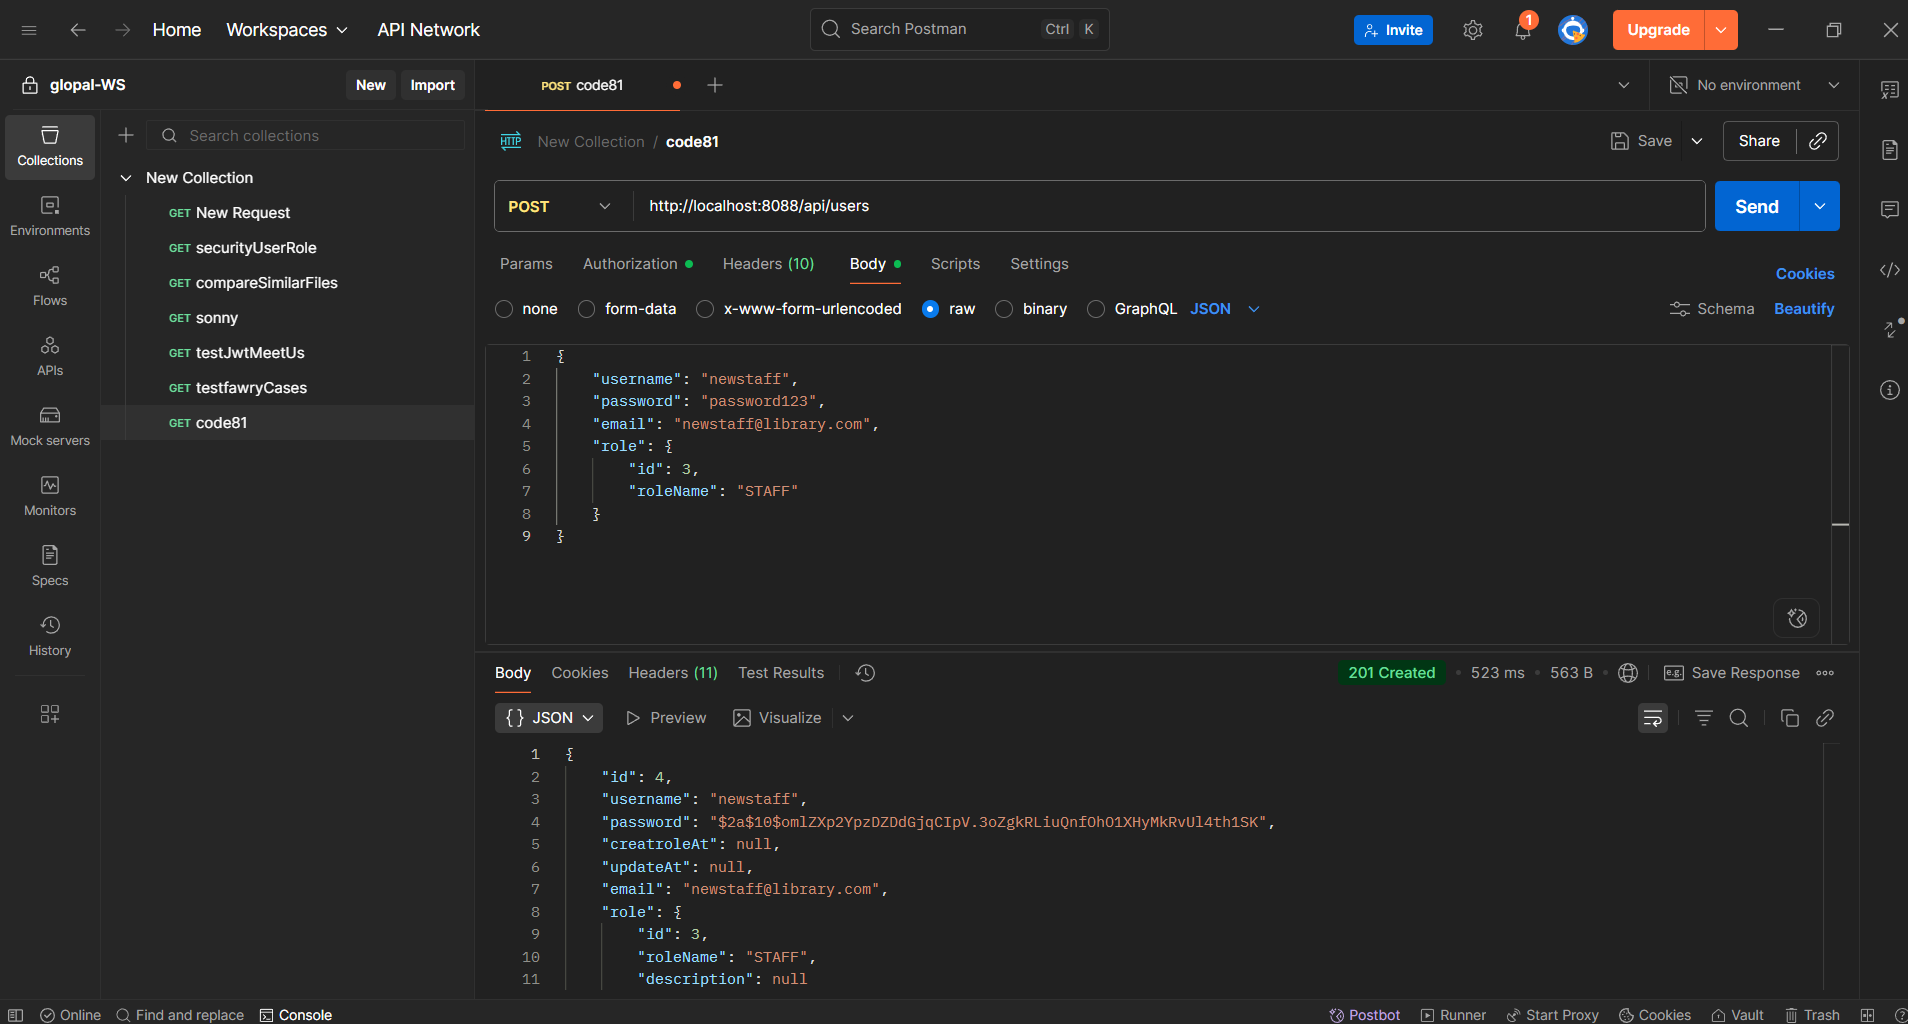 Home
Workspaces
API Network
Search Postman
Ctrl K
Invite
1
Upgrade
glopal-WS
New
Import
POST code81
No environment
Collections
Environments
Flows
APIs
Mock servers
Monitors
Specs
History
Search collections
New Collection
GET New Request
GET securityUserRole
GET compareSimilarFiles
GET sonny
GET testJwtMeetUs
GET testfawryCases
GET code81
HTTP New Collection / code81
Save
Share
POST
http://localhost:8088/api/users
Send
Params
Authorization
Headers (10)
Body
Scripts
Settings
Cookies
none
form-data
x-www-form-urlencoded
raw
binary
GraphQL
JSON
Schema
Beautify
1 {
2 "username": "newstaff",
3 "password": "password123",
4 "email": "newstaff@library.com",
5 "role": {
6 "id": 3,
7 "roleName": "STAFF"
8 }
9 }
Body
Cookies
Headers (11)
Test Results
201 Created
523 ms
563 B
e.g. Save Response
{} JSON
Preview
Visualize
1 {
2 "id": 4,
3 "username": "newstaff",
4 "password": "$2a$10$omlZXp2YpzDZDdGjqCIpV.3oZgkRLiuQnfOhO1XHyMkRvUl4th1SK",
5 "creatroleAt": null,
6 "updateAt": null,
7 "email": "newstaff@library.com",
8 "role": {
9 "id": 3,
10 "roleName": "STAFF",
11 "description": null
Online
Find and replace
Console
Postbot
Runner
Start Proxy
Cookies
Vault
Trash